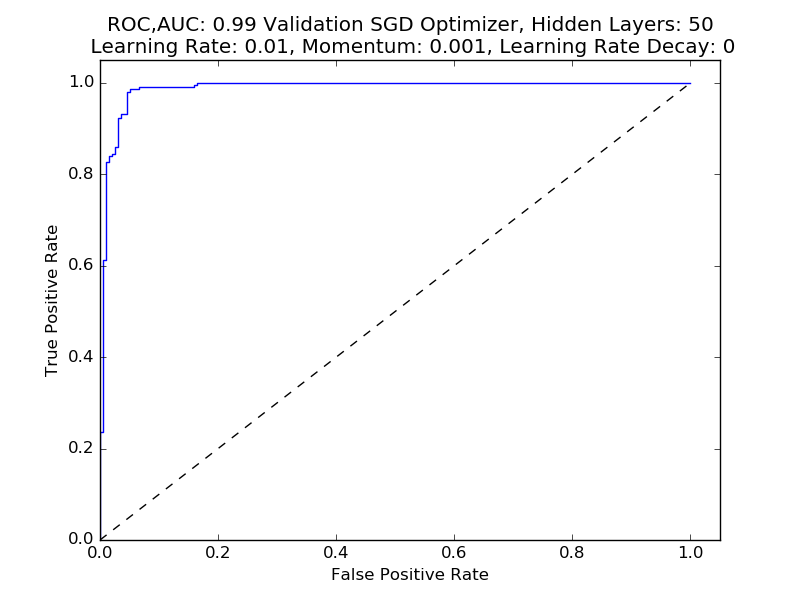 ROC,AUC: 0.99 Validation SGD Optimizer, Hidden Layers: 50
Learning Rate: 0.01, Momentum: 0.001, Learning Rate Decay: 0
1.0
0.8
0.6
0.4
0.2
0.0
True Positive Rate
0.0 0.2 0.4 0.6 0.8 1.0
False Positive Rate